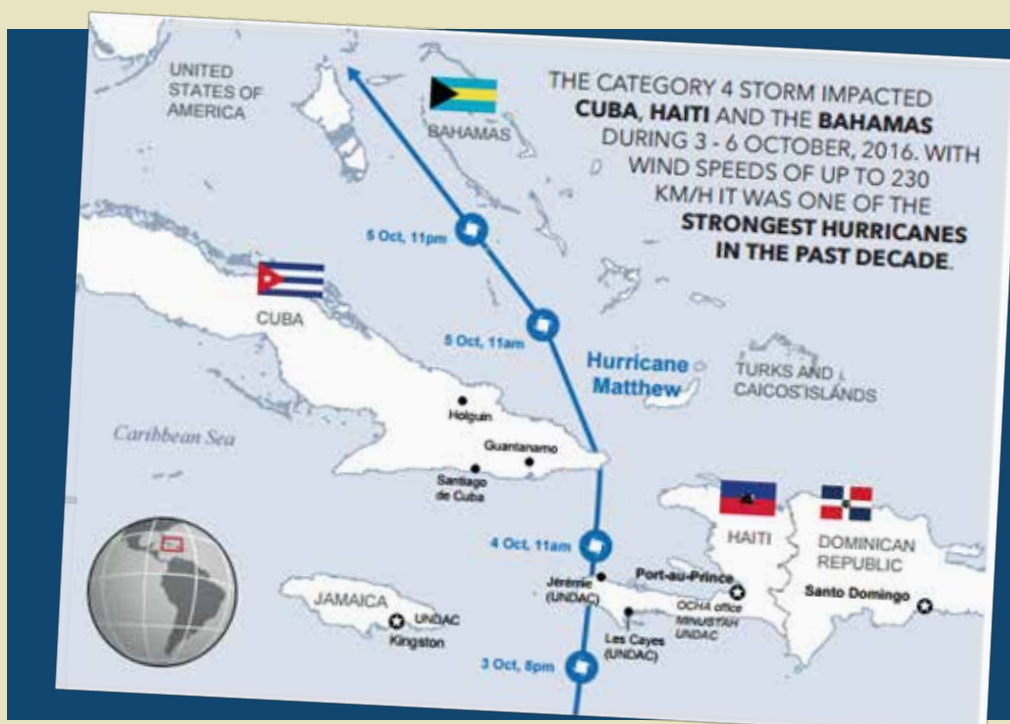 THE CATEGORY 4 STORM IMPACTED
CUBA, HAITI AND THE BAHAMAS
DURING 3 - 6 OCTOBER, 2016. WITH
WIND SPEEDS OF UP TO 230
KM/H IT WAS ONE OF THE
STRONGEST HURRICANES
IN THE PAST DECADE.
UNITED
STATES OF
AMERICA
BAHAMAS
5 Oct, 11pm
CUBA
5 Oct, 11am
Hurricane
Matthew
TURKS AND
CAICOS ISLANDS
Holguin
Caribbean Sea
Guantanamo
Santiago
de Cuba
4 Oct, 11am
HAITI
DOMINICAN
REPUBLIC
Jérémie
(UNDAC)
Port-au-Prince
Santo Domingo
OCHA office
MINUSTAH
UNDAC
JAMAICA
UNDAC
Kingston
Les Cayes
(UNDAC)
3 Oct, 8pm